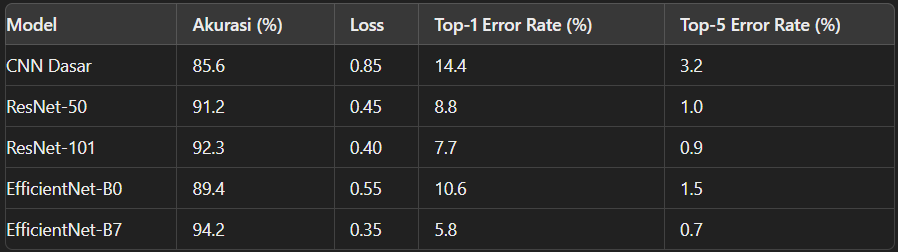 Model Akurasi (%) Loss Top-1 Error Rate (%) Top-5 Error Rate (%)
CNN Dasar 85.6 0.85 14.4 3.2
ResNet-50 91.2 0.45 8.8 1.0
ResNet-101 92.3 0.40 7.7 0.9
EfficientNet-B0 89.4 0.55 10.6 1.5
EfficientNet-B7 94.2 0.35 5.8 0.7